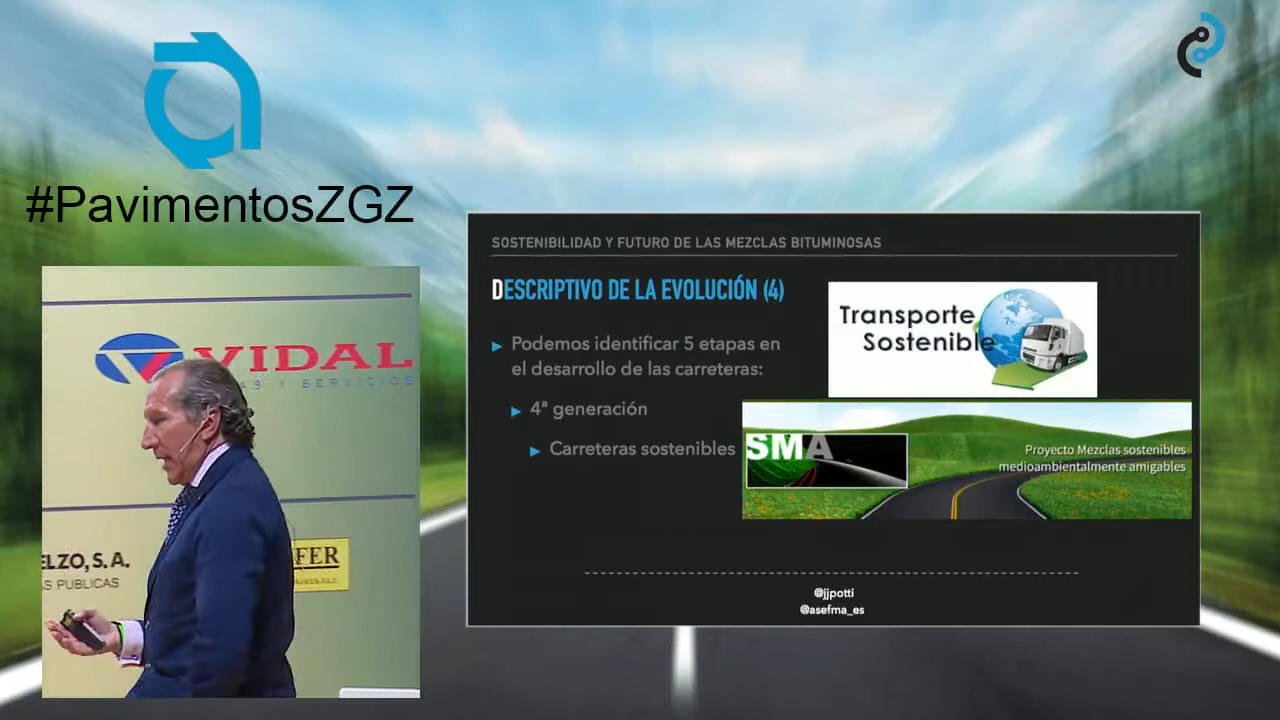 #PavimentosZGZ
VIDAL
Y SERVICIOS
ELZO, S.A.
S PUBLICAS
FER
SOSTENIBILIDAD Y FUTURO DE LAS MEZCLAS BITUMINOSAS
DESCRIPTIVO DE LA EVOLUCIÓN (4)
Podemos identificar 5 etapas en
el desarrollo de las carreteras:
4ª generación
Carreteras sostenibles
Transporte
Sostenible
SMA
Proyecto Mezclas sostenibles
medioambientalmente amigables
@jjpotti
@asefma_es